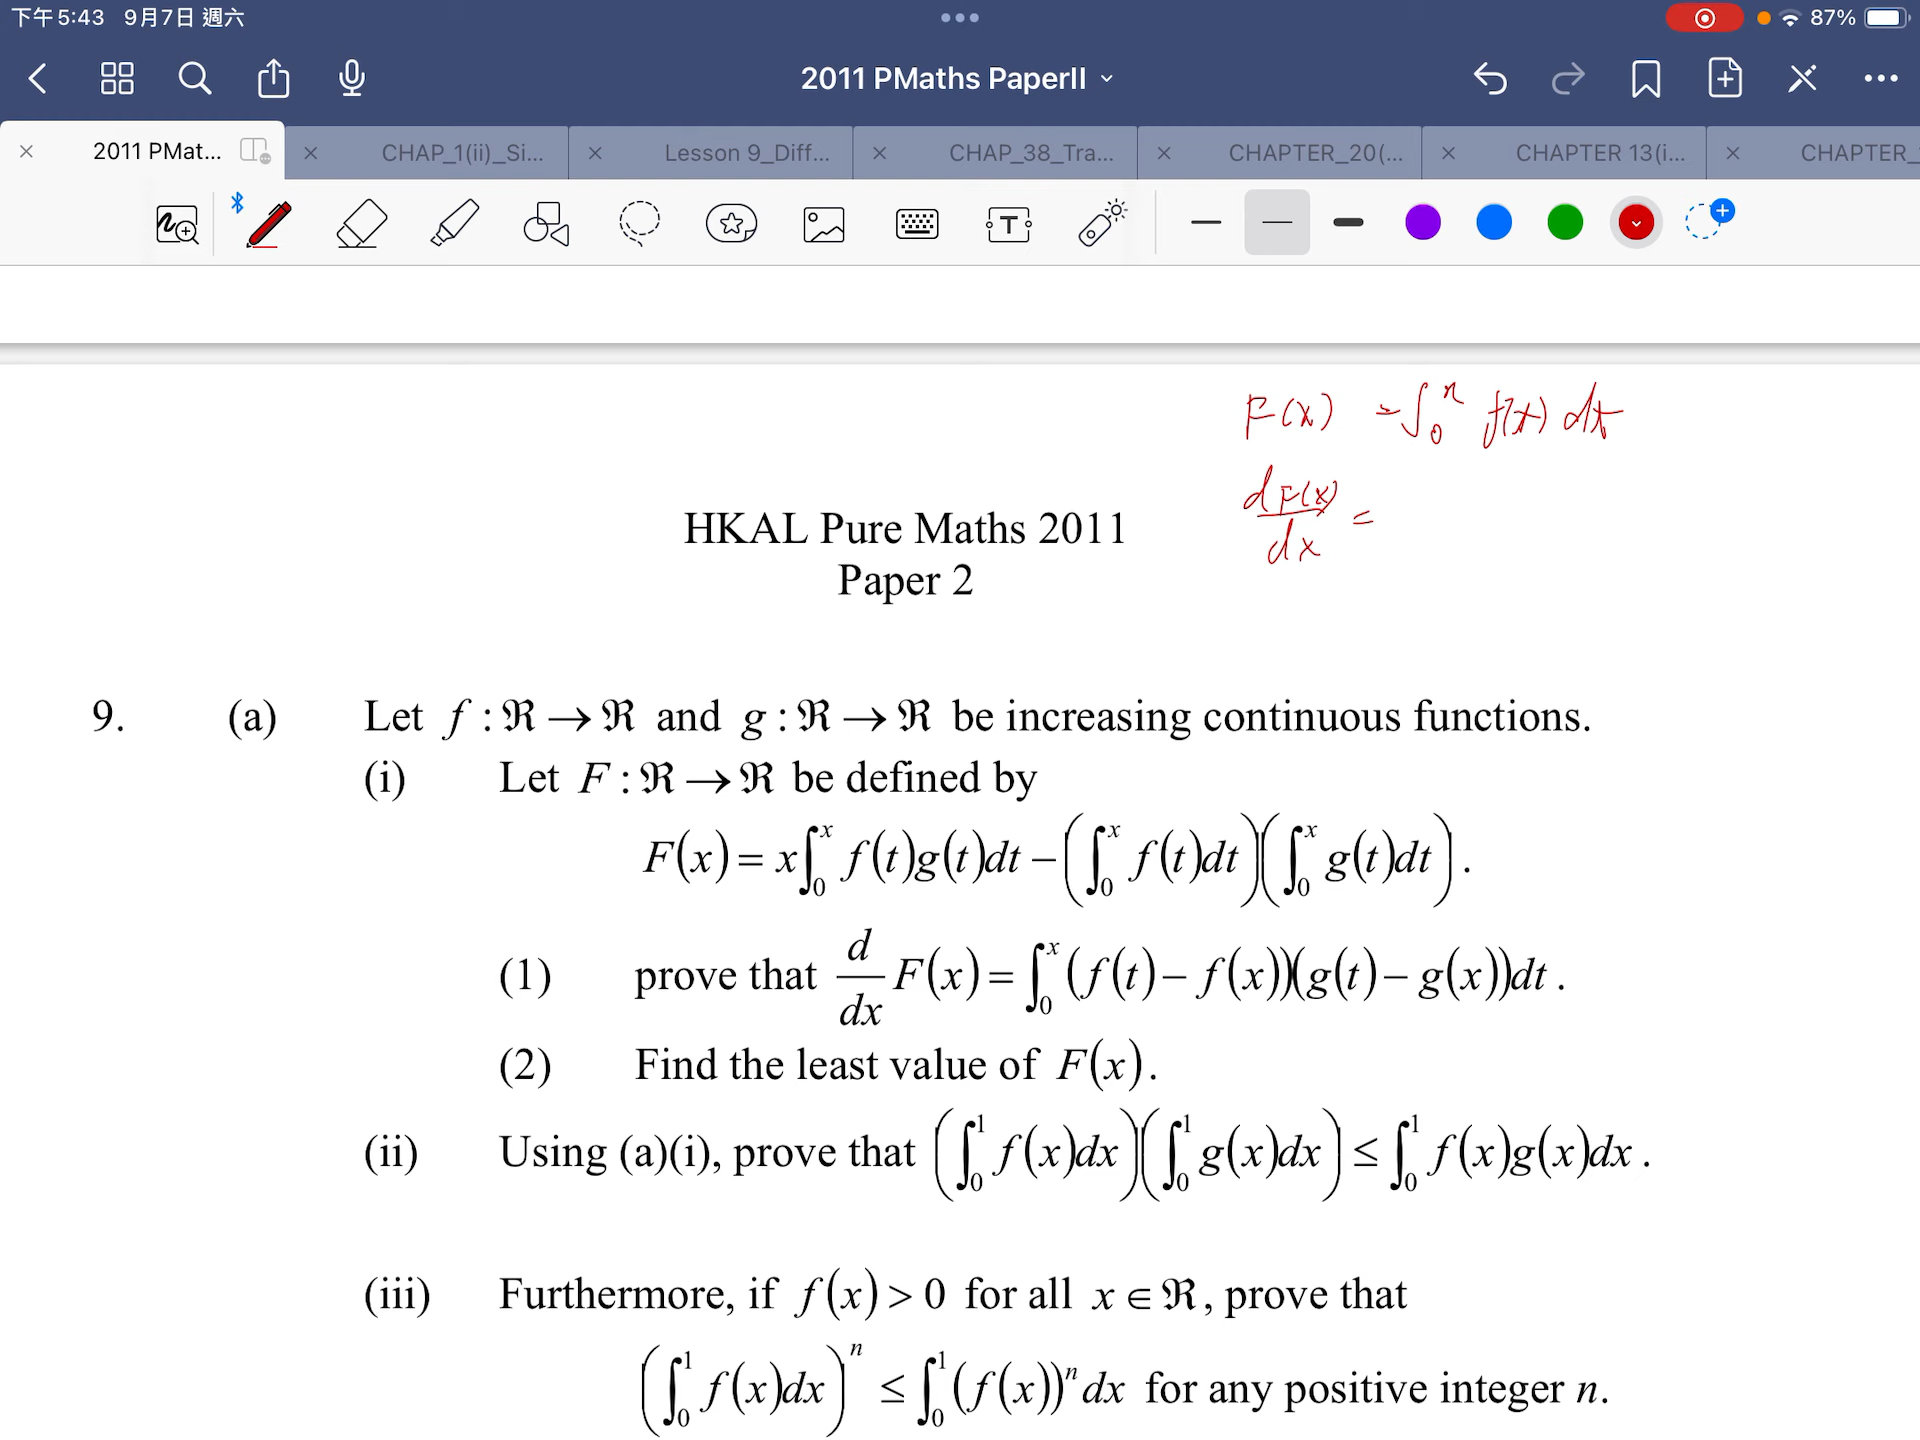 下午5:43 9月7日 週六
87%
2011 PMaths PaperII
2011 PMat...
CHAP_1(ii)_Si...
Lesson 9_Diff...
CHAP_38_Tra...
CHAPTER_20(...
CHAPTER 13(i...
CHAPTER_
T
F(x) = ∫₀ˣ f(t) dt
dF(x)/dx =
HKAL Pure Maths 2011
Paper 2
9. (a) Let f : ℜ → ℜ and g : ℜ → ℜ be increasing continuous functions.
(i) Let F : ℜ → ℜ be defined by
F(x) = x∫₀ˣ f(t)g(t)dt − (∫₀ˣ f(t)dt)(∫₀ˣ g(t)dt).
(1) prove that d/dx F(x) = ∫₀ˣ (f(t) − f(x))(g(t) − g(x))dt .
(2) Find the least value of F(x).
(ii) Using (a)(i), prove that (∫₀¹ f(x)dx)(∫₀¹ g(x)dx) ≤ ∫₀¹ f(x)g(x)dx .
(iii) Furthermore, if f(x) > 0 for all x ∈ ℜ, prove that
(∫₀¹ f(x)dx)ⁿ ≤ ∫₀¹ (f(x))ⁿ dx for any positive integer n.